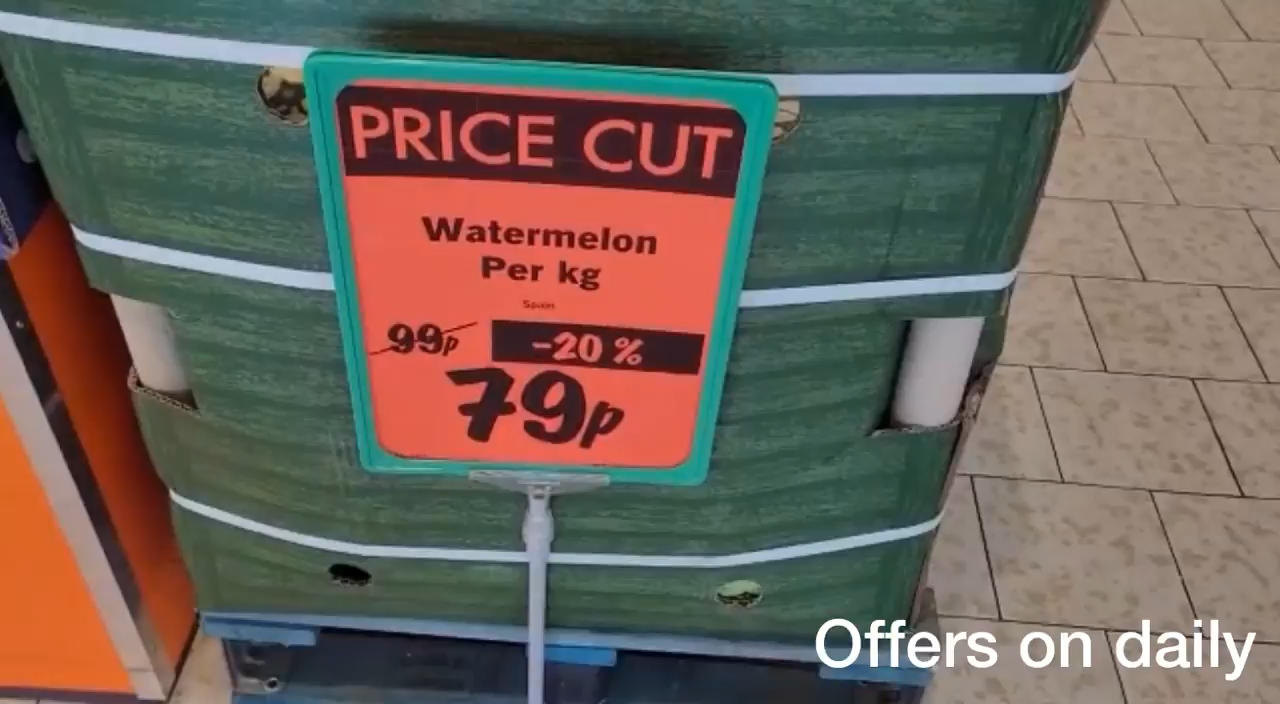 PRICE CUT
Watermelon
Per kg
Spain
99p
-20 %
79p
Offers on daily